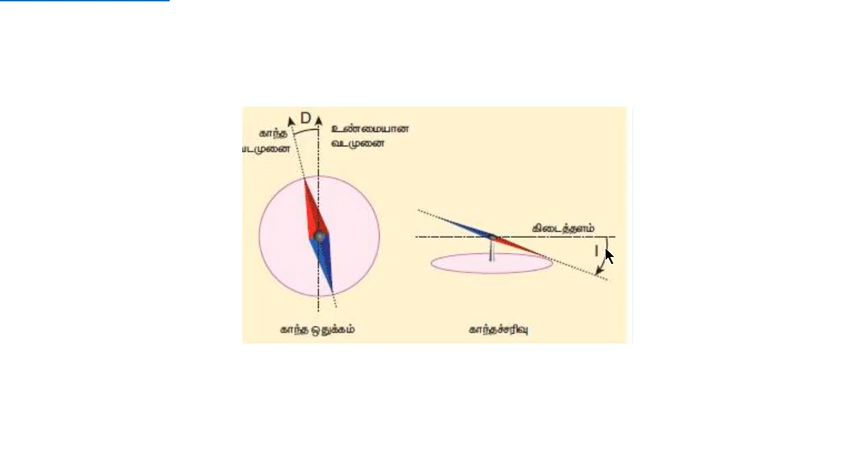 D
காந்த
வடமுனை
உண்மையான
வடமுனை
கிடைத்தளம்
I
காந்த ஒதுக்கம்
காந்தச்சரிவு